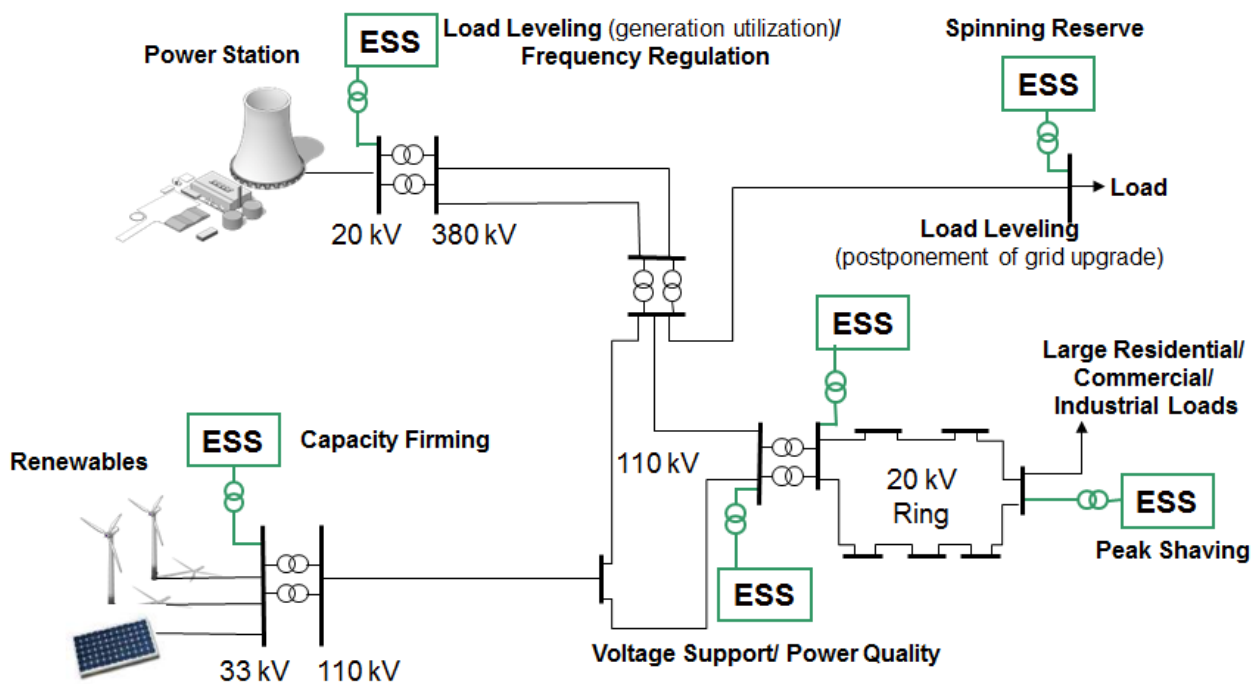 ESS
Load Leveling (generation utilization)/
Frequency Regulation
Power Station
Spinning Reserve
ESS
Load
20 kV
380 kV
Load Leveling
(postponement of grid upgrade)
ESS
Large Residential/
Commercial/
Industrial Loads
ESS
Capacity Firming
Renewables
110 kV
20 kV
Ring
ESS
Peak Shaving
ESS
Voltage Support/ Power Quality
33 kV
110 kV